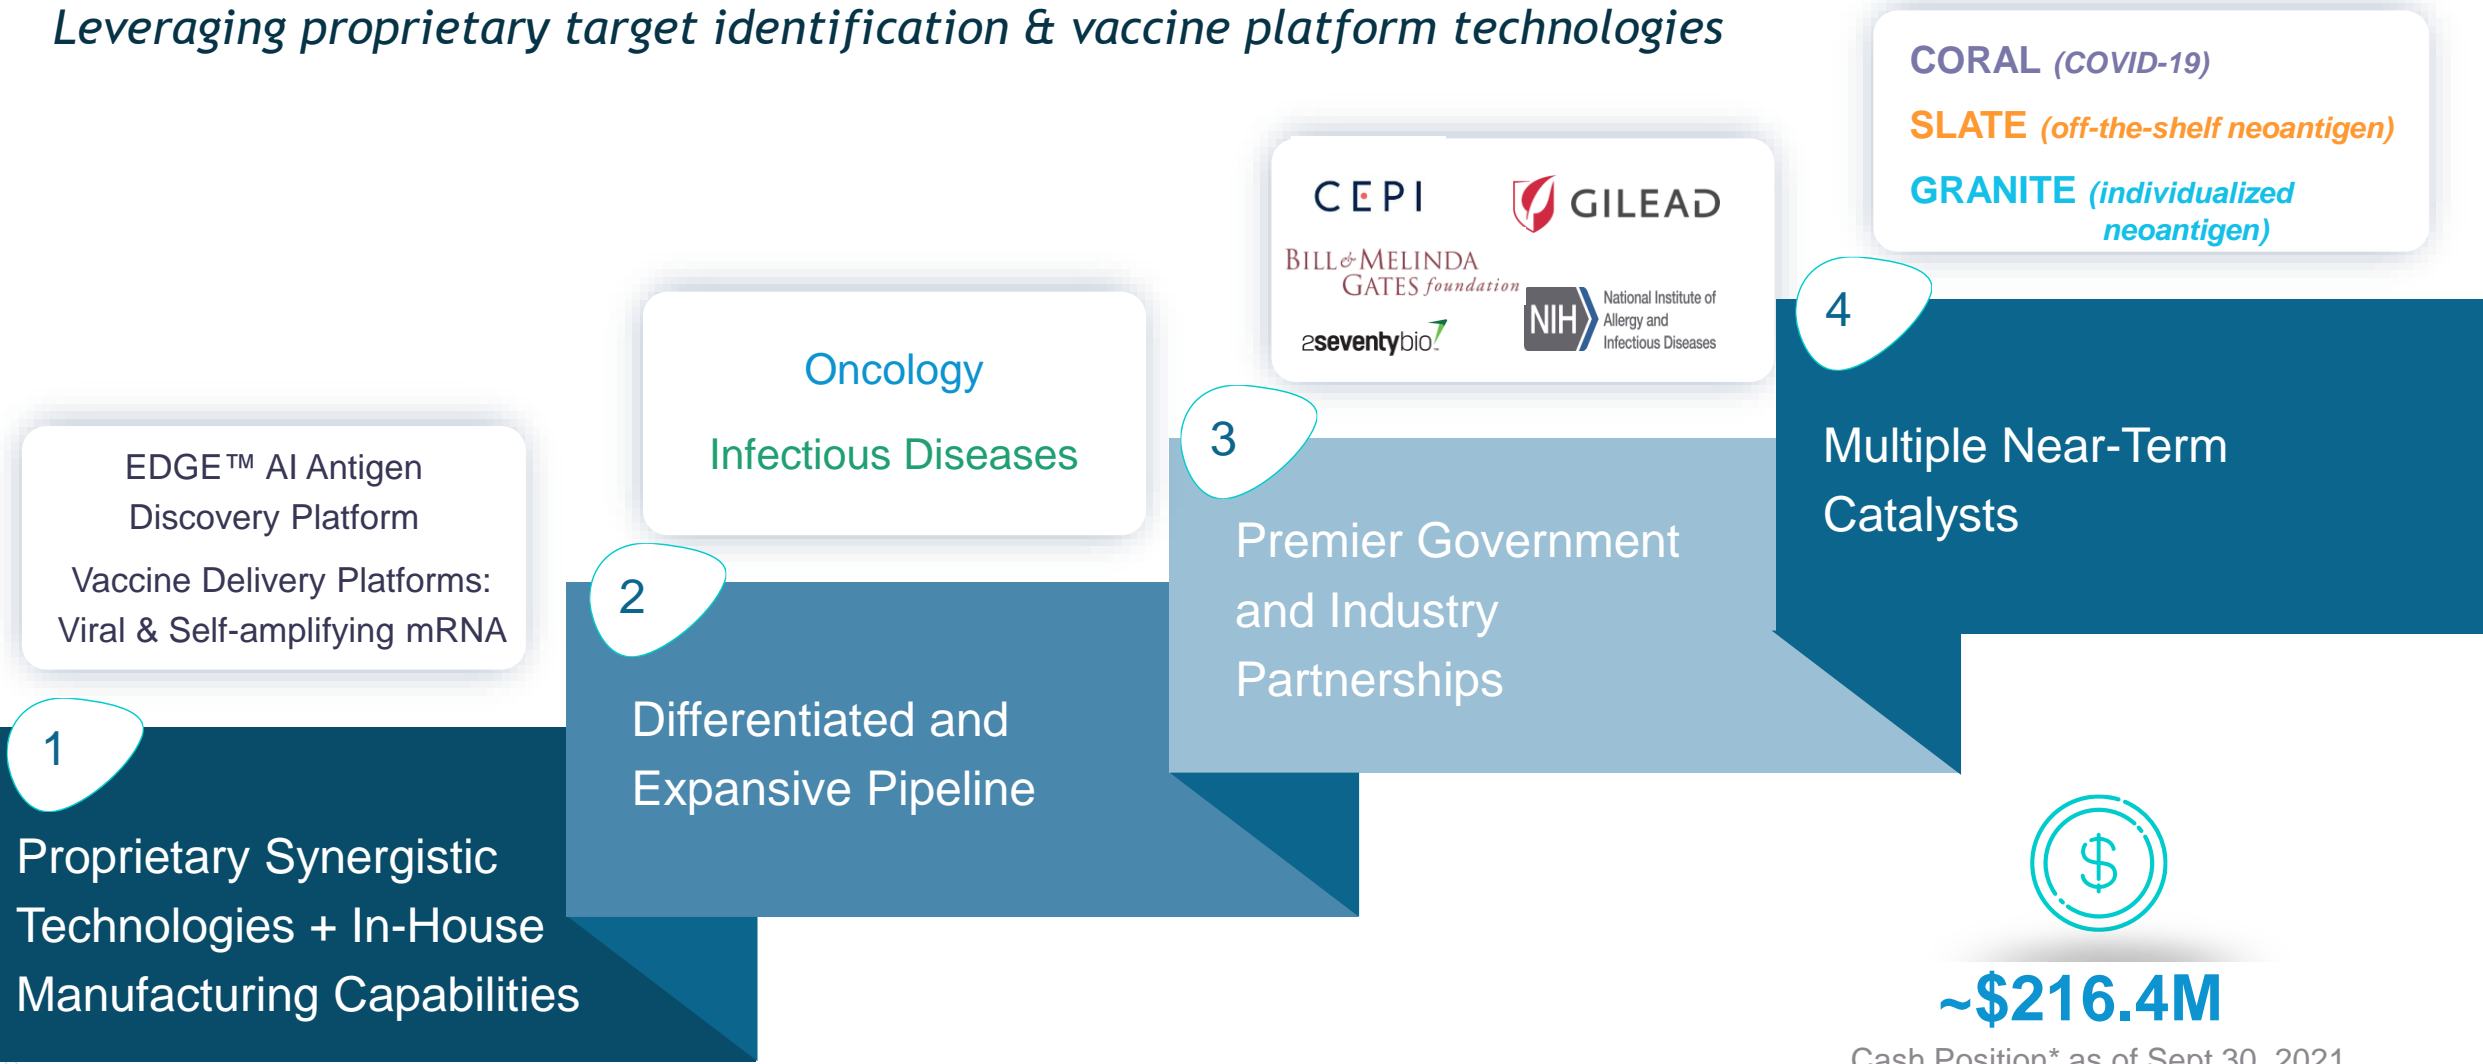 Leveraging proprietary target identification & vaccine platform technologies
CORAL (COVID-19)
SLATE (off-the-shelf neoantigen)
GRANITE (individualized
neoantigen)
CEPI
GILEAD
BILL & MELINDA
GATES foundation
2seventybio™
NIH
National Institute of
Allergy and
Infectious Diseases
Oncology
Infectious Diseases
EDGE™ AI Antigen
Discovery Platform
Vaccine Delivery Platforms:
Viral & Self-amplifying mRNA
1
Proprietary Synergistic
Technologies + In-House
Manufacturing Capabilities
2
Differentiated and
Expansive Pipeline
3
Premier Government
and Industry
Partnerships
4
Multiple Near-Term
Catalysts
$
~$216.4M
Cash Position* as of Sept 30, 2021